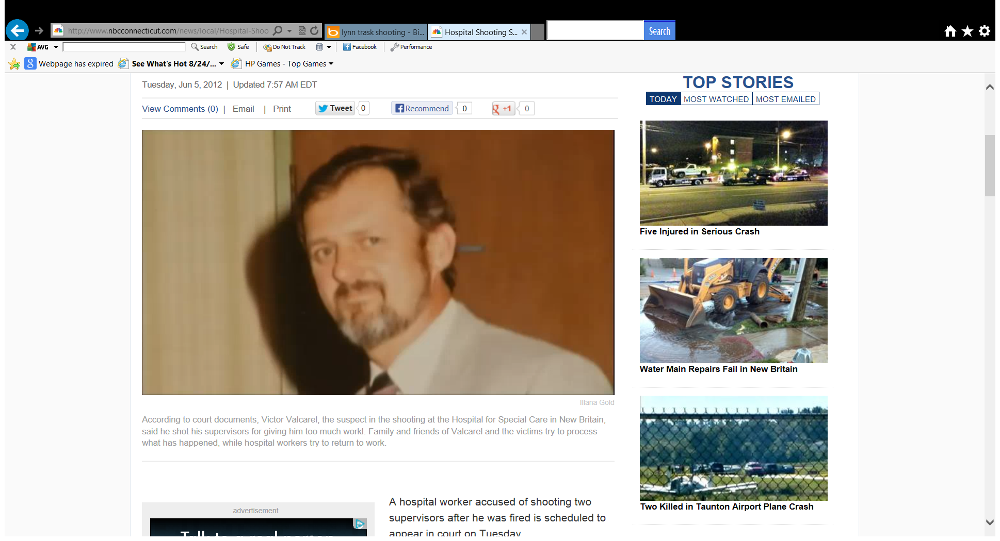 http://www.nbcconnecticut.com/news/local/Hospital-Shoo
lynn trask shooting - Bi...
Hospital Shooting S...
Search
AVG
Search
Safe
Do Not Track
Facebook
Performance
Webpage has expired
See What's Hot 8/24/...
HP Games - Top Games
Tuesday, Jun 5, 2012 | Updated 7:57 AM EDT
View Comments (0) | Email | Print
Tweet 0
Recommend 0
+1 0
Illana Gold
According to court documents, Victor Valcarel, the suspect in the shooting at the Hospital for Special Care in New Britain,
said he shot his supervisors for giving him too much workl. Family and friends of Valcarel and the victims try to process
what has happened, while hospital workers try to return to work.
advertisement
Talk to a real person
A hospital worker accused of shooting two
supervisors after he was fired is scheduled to
appear in court on Tuesday
TOP STORIES
TODAY MOST WATCHED MOST EMAILED
Five Injured in Serious Crash
Water Main Repairs Fail in New Britain
Two Killed in Taunton Airport Plane Crash